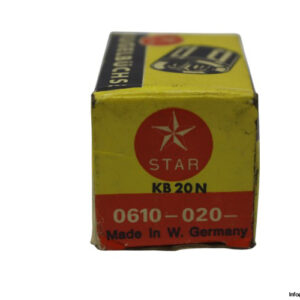 STAR
KB 20 N
0610-020-
Made in W. Germany